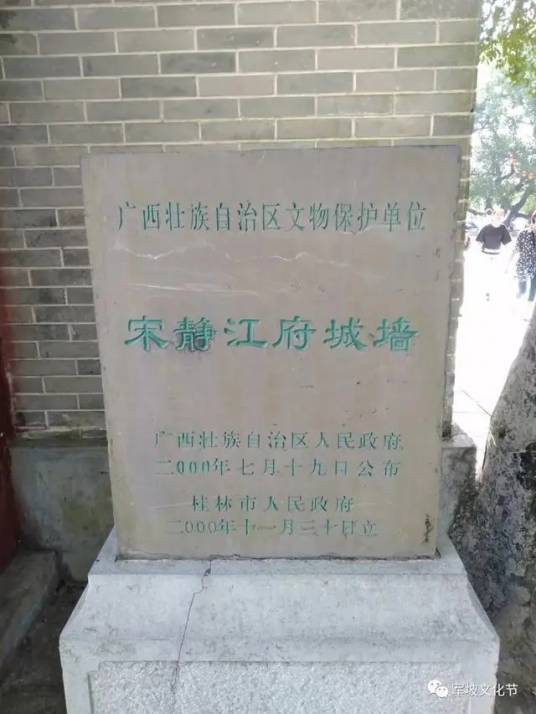 广西壮族自治区文物保护单位
宋靜江府城墙
广西壮族自治区人民政府
二000年七月十九日公布
桂林市人民政府
二000年十一月三十日立
军坡文化节